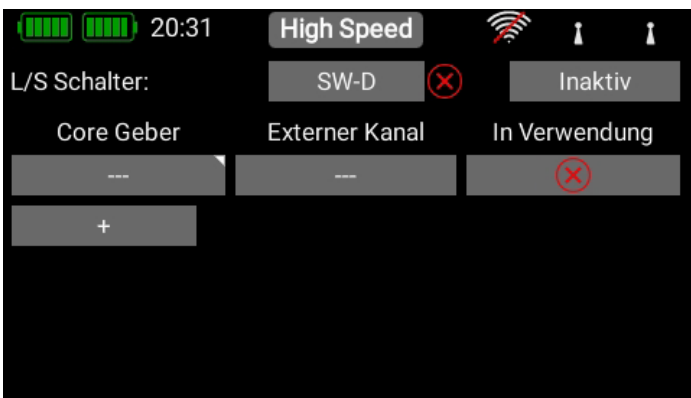 20:31 High Speed
L/S Schalter: SW-D Inaktiv
Core Geber Externer Kanal In Verwendung
--- ---
+